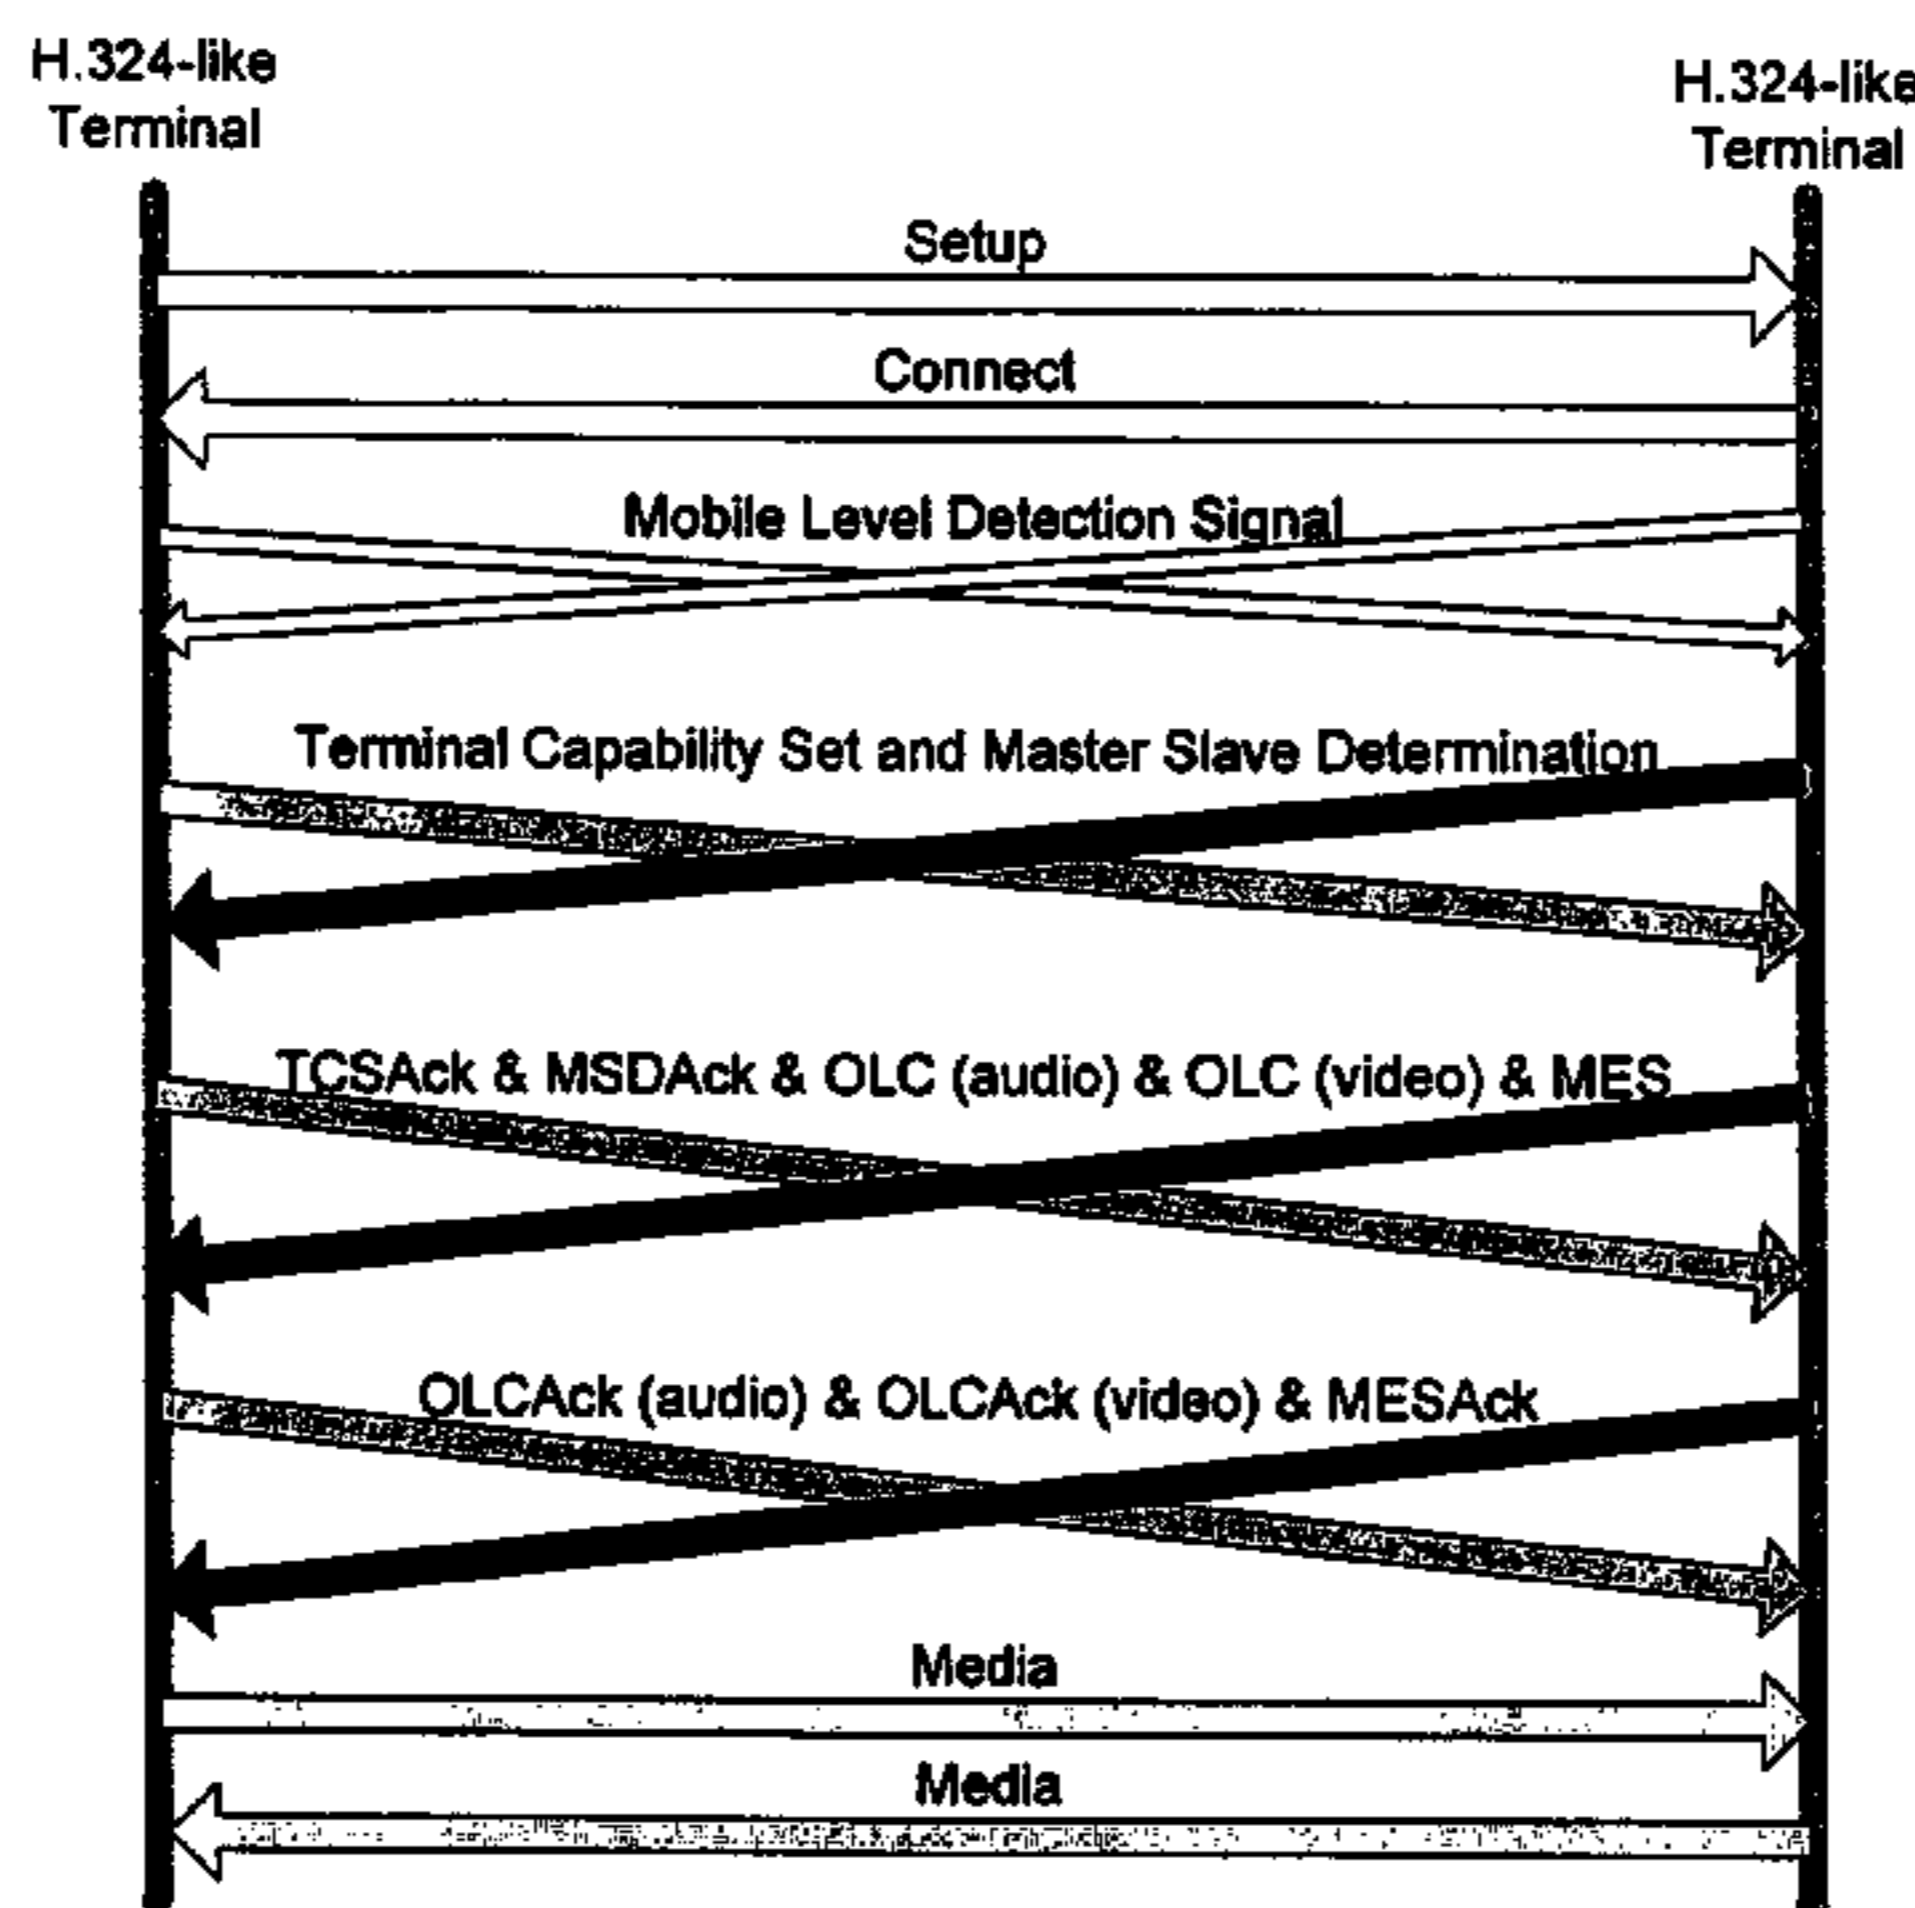 H.324-like
Terminal
H.324-like
Terminal
Setup
Connect
Mobile Level Detection Signal
Terminal Capability Set and Master Slave Determination
TCSAck & MSDAck & OLC (audio) & OLC (video) & MES
OLCAck (audio) & OLCAck (video) & MESAck
Media
Media